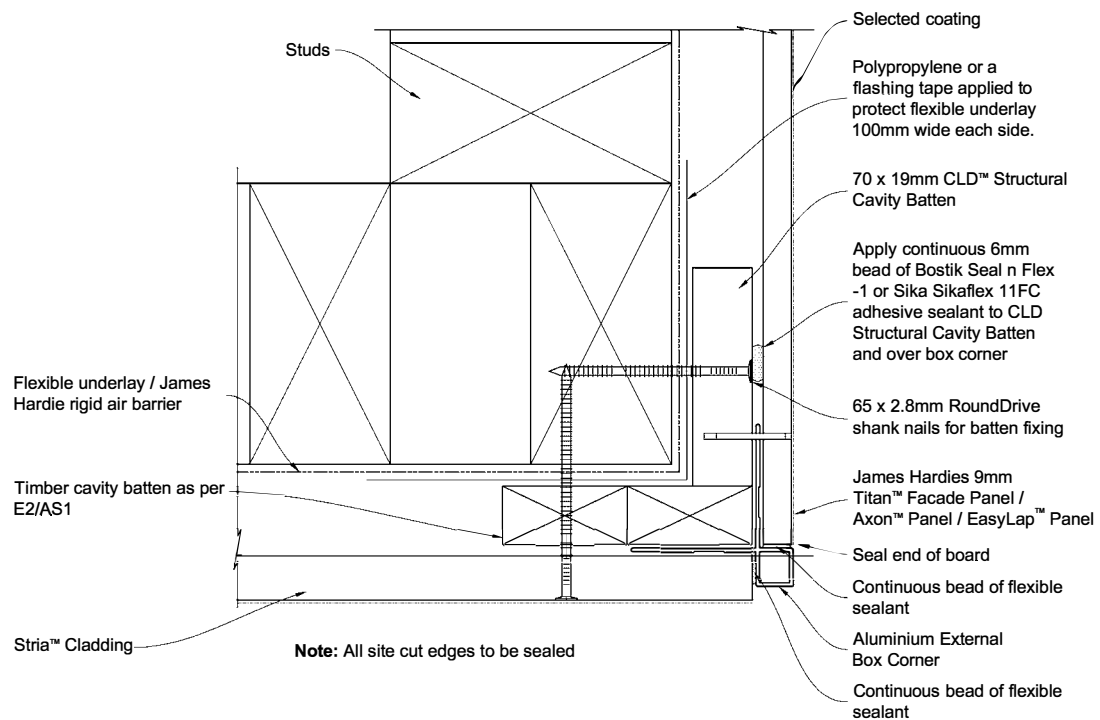 Studs
Flexible underlay / James
Hardie rigid air barrier
Timber cavity batten as per
E2/AS1
Stria™ Cladding
Note: All site cut edges to be sealed
Selected coating
Polypropylene or a
flashing tape applied to
protect flexible underlay
100mm wide each side.
70 x 19mm CLD™ Structural
Cavity Batten
Apply continuous 6mm
bead of Bostik Seal n Flex
-1 or Sika Sikaflex 11FC
adhesive sealant to CLD
Structural Cavity Batten
and over box corner
65 x 2.8mm RoundDrive
shank nails for batten fixing
James Hardies 9mm
Titan™ Facade Panel /
Axon™ Panel / EasyLap™ Panel
Seal end of board
Continuous bead of flexible
sealant
Aluminium External
Box Corner
Continuous bead of flexible
sealant